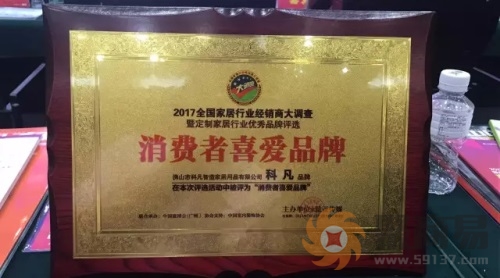 2017全国家居行业经销商大调查
暨定制家居行业优秀品牌评选
消费者喜爱品牌
佛山市科凡智造家居用品有限公司 科凡 品牌
在本次评选活动中被评为“消费者喜爱品牌”
主办单位
www.59137.com